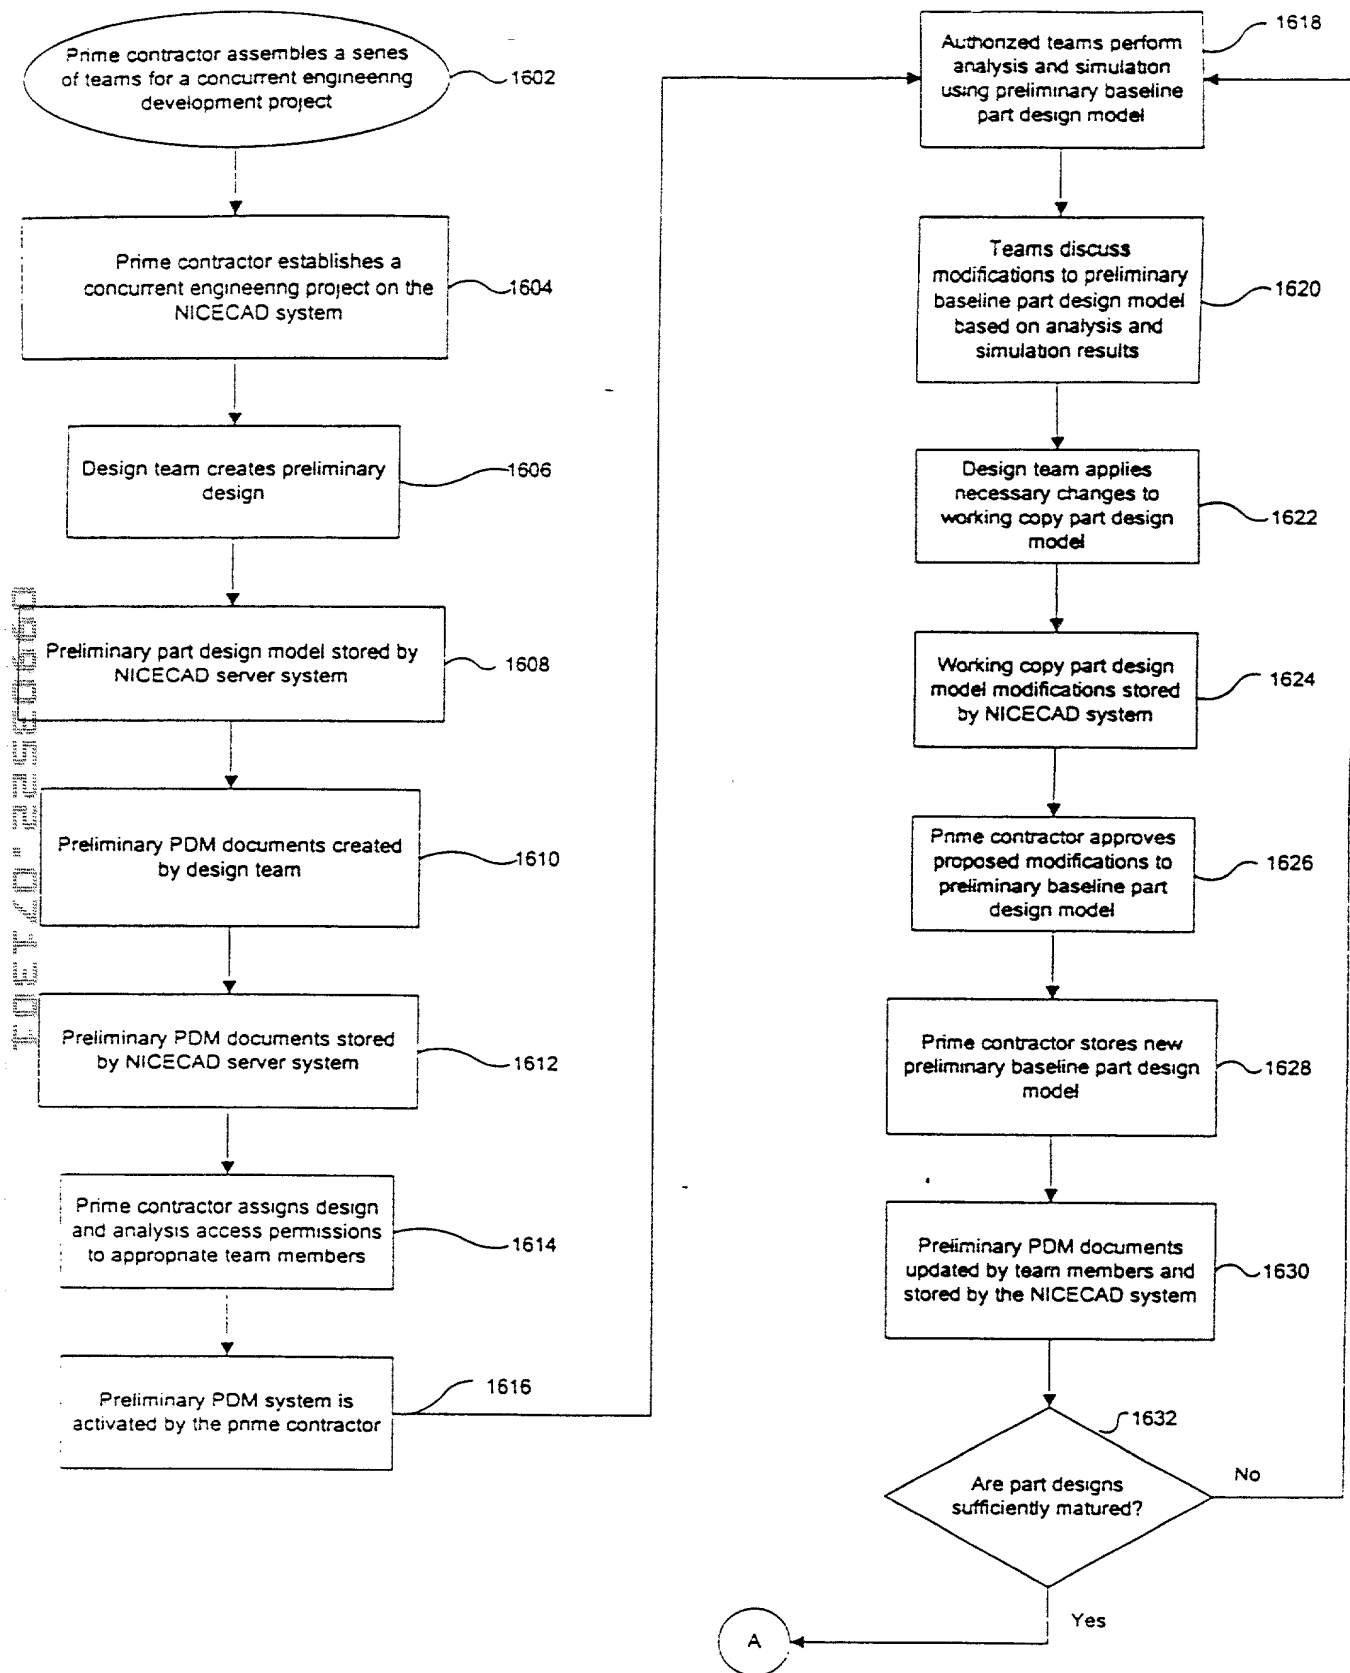 Prime contractor assembles a series
of teams for a concurrent engineering
development project
1602
Prime contractor establishes a
concurrent engineering project on the
NICECAD system
1604
Design team creates preliminary
design
1606
Preliminary part design model stored by
NICECAD server system
1608
Preliminary PDM documents created
by design team
1610
Preliminary PDM documents stored
by NICECAD server system
1612
Prime contractor assigns design
and analysis access permissions
to appropriate team members
1614
Preliminary PDM system is
activated by the prime contractor
1616
Authorized teams perform
analysis and simulation
using preliminary baseline
part design model
1618
Teams discuss
modifications to preliminary
baseline part design model
based on analysis and
simulation results
1620
Design team applies
necessary changes to
working copy part design
model
1622
Working copy part design
model modifications stored
by NICECAD system
1624
Prime contractor approves
proposed modifications to
preliminary baseline part
design model
1626
Prime contractor stores new
preliminary baseline part design
model
1628
Preliminary PDM documents
updated by team members and
stored by the NICECAD system
1630
1632
Are part designs
sufficiently matured?
No
Yes
A